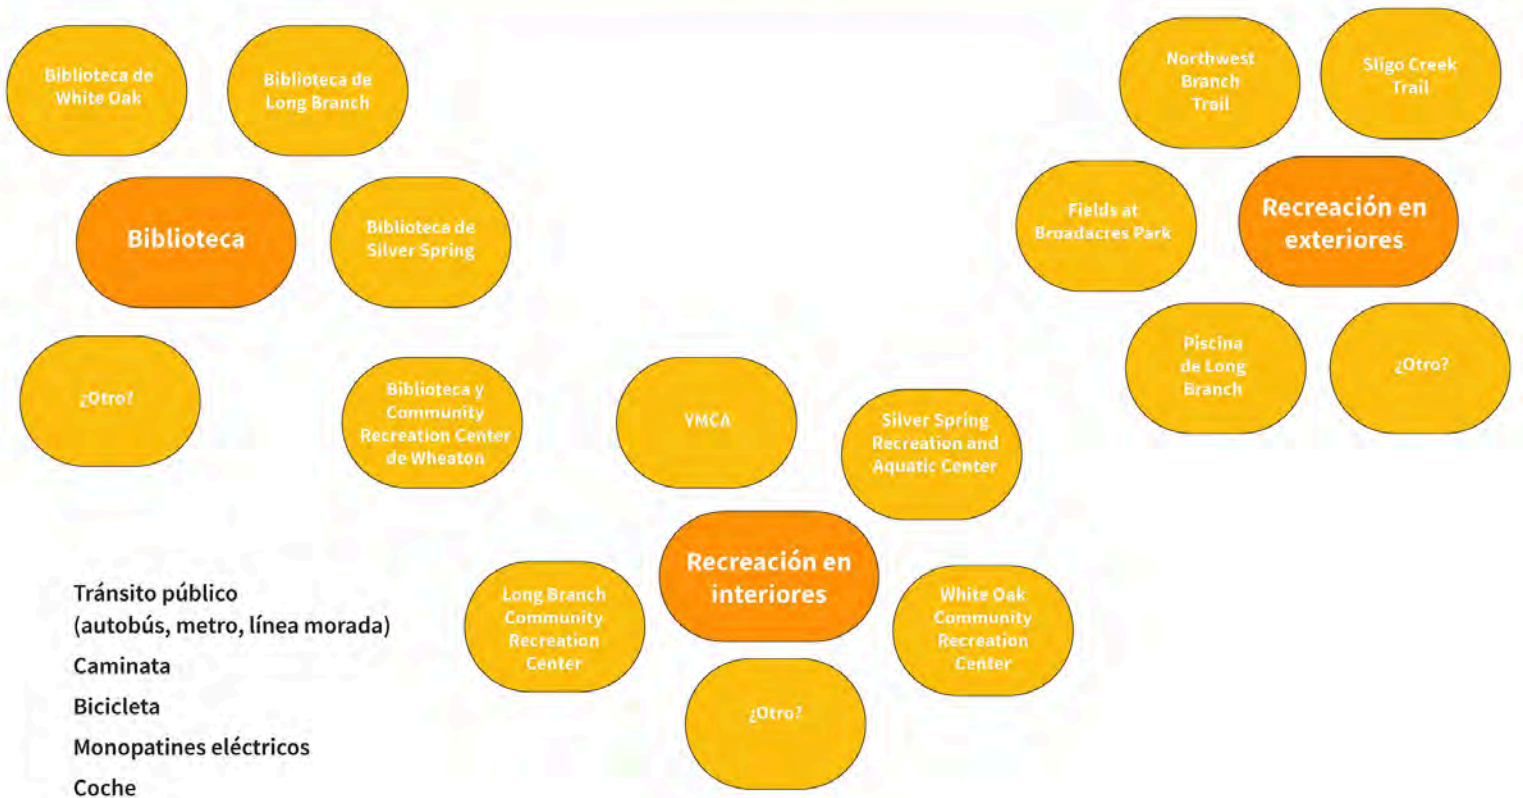 Biblioteca de
White Oak
Biblioteca de
Long Branch
Biblioteca
Biblioteca de
Silver Spring
¿Otro?
Biblioteca y
Community
Recreation Center
de Wheaton
Northwest
Branch
Trail
Sligo Creek
Trail
Fields at
Broadacres Park
Recreación en
exteriores
Piscina
de Long
Branch
¿Otro?
YMCA
Silver Spring
Recreation and
Aquatic Center
Recreación en
interiores
Long Branch
Community
Recreation
Center
White Oak
Community
Recreation
Center
¿Otro?
Tránsito público
(autobús, metro, línea morada)
Caminata
Bicicleta
Monopatines eléctricos
Coche